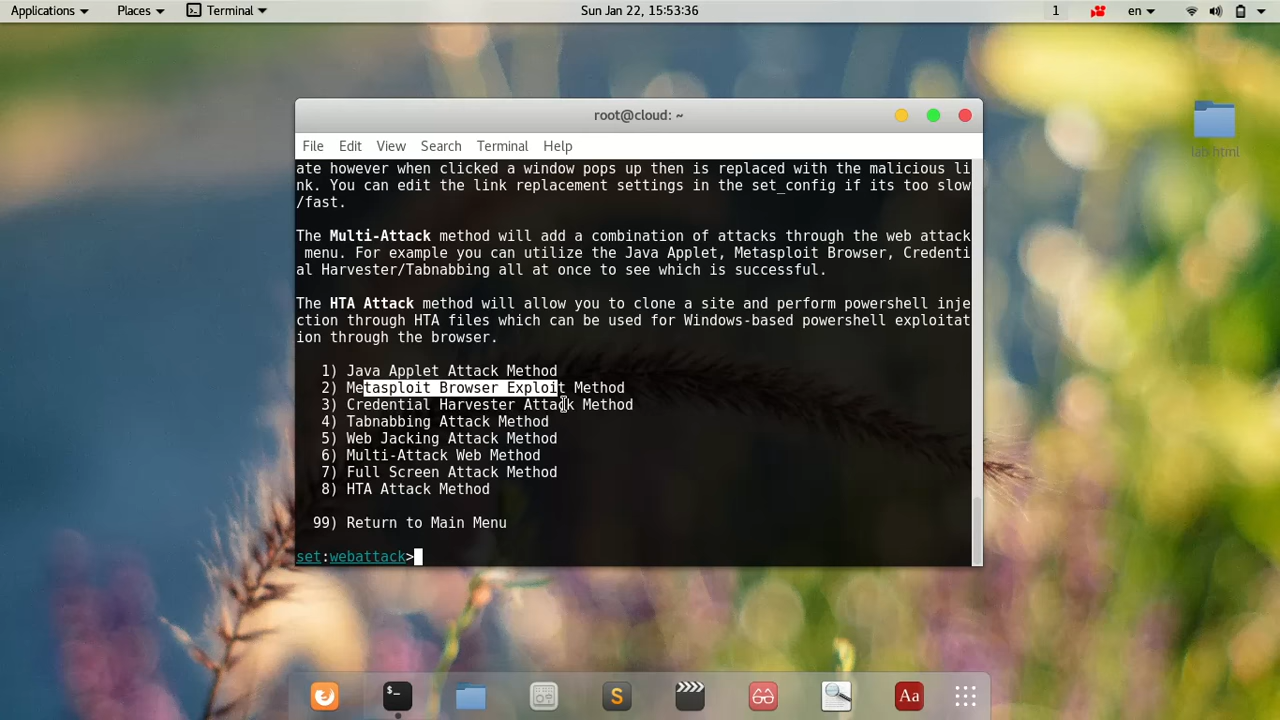 Applications Places Terminal Sun Jan 22, 15:53:36 1 en
root@cloud: ~
File Edit View Search Terminal Help
ate however when clicked a window pops up then is replaced with the malicious li
nk. You can edit the link replacement settings in the set_config if its too slow
/fast.
The Multi-Attack method will add a combination of attacks through the web attack
menu. For example you can utilize the Java Applet, Metasploit Browser, Credenti
al Harvester/Tabnabbing all at once to see which is successful.
The HTA Attack method will allow you to clone a site and perform powershell inje
ction through HTA files which can be used for Windows-based powershell exploitat
ion through the browser.
1) Java Applet Attack Method
2) Metasploit Browser Exploit Method
3) Credential Harvester Attack Method
4) Tabnabbing Attack Method
5) Web Jacking Attack Method
6) Multi-Attack Web Method
7) Full Screen Attack Method
8) HTA Attack Method
99) Return to Main Menu
set:webattack>
lab html
$_
S
Aa